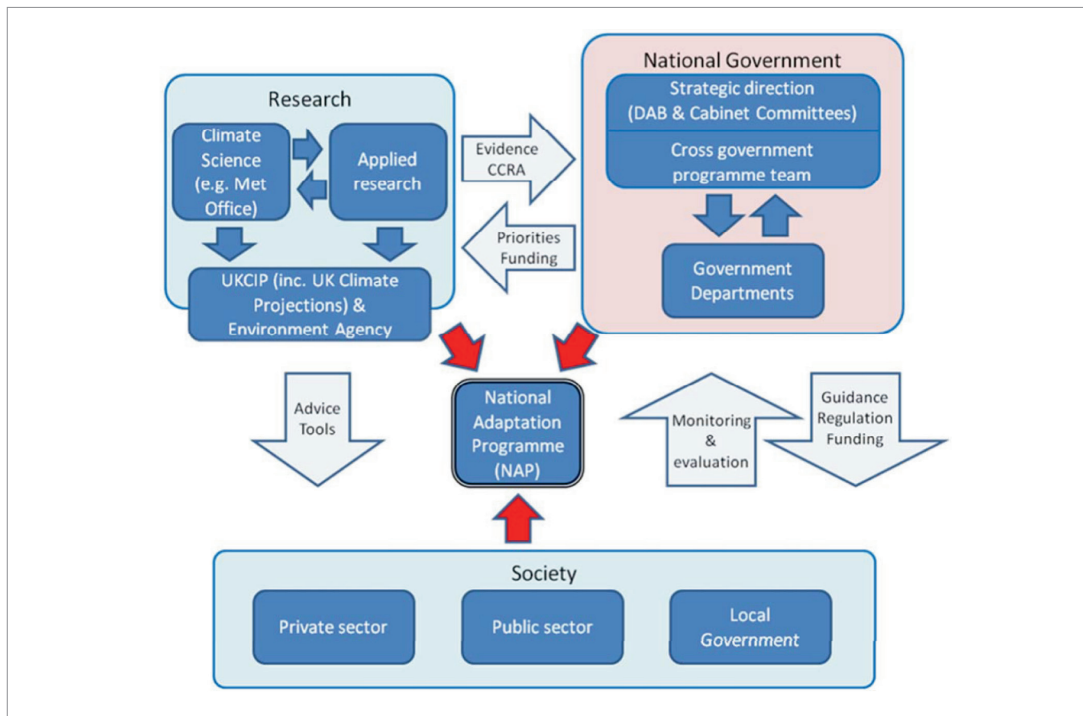 Research
Climate
Science
(e.g. Met
Office)
Applied
research
UKCIP (inc. UK Climate
Projections) &
Environment Agency
Evidence
CCRA
Priorities
Funding
National Government
Strategic direction
(DAB & Cabinet Committees)
Cross government
programme team
Government
Departments
Advice
Tools
National
Adaptation
Programme
(NAP)
Monitoring
&
evaluation
Guidance
Regulation
Funding
Society
Private sector
Public sector
Local
Government